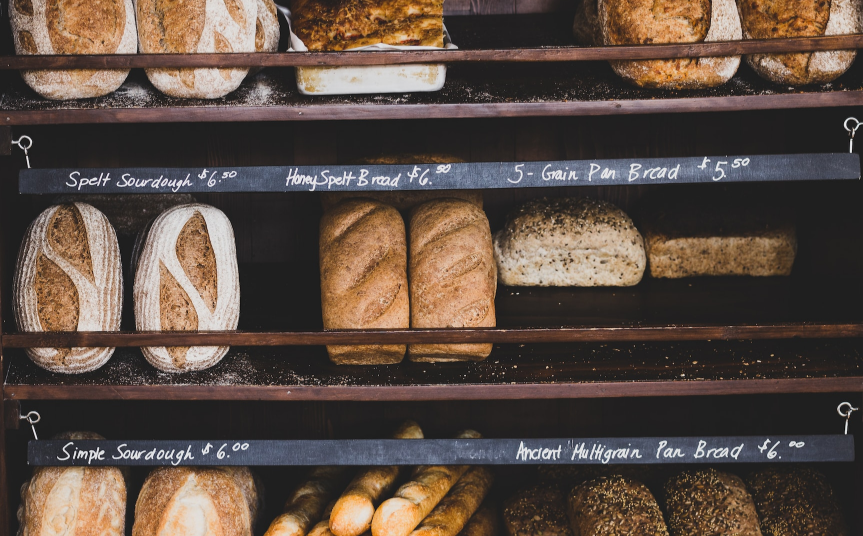 Spelt Sourdough $6.50 Honey Spelt Bread $6.50 5-Grain Pan Bread $5.50
Simple Sourdough $6.00 Ancient Multigrain Pan Bread $6.00